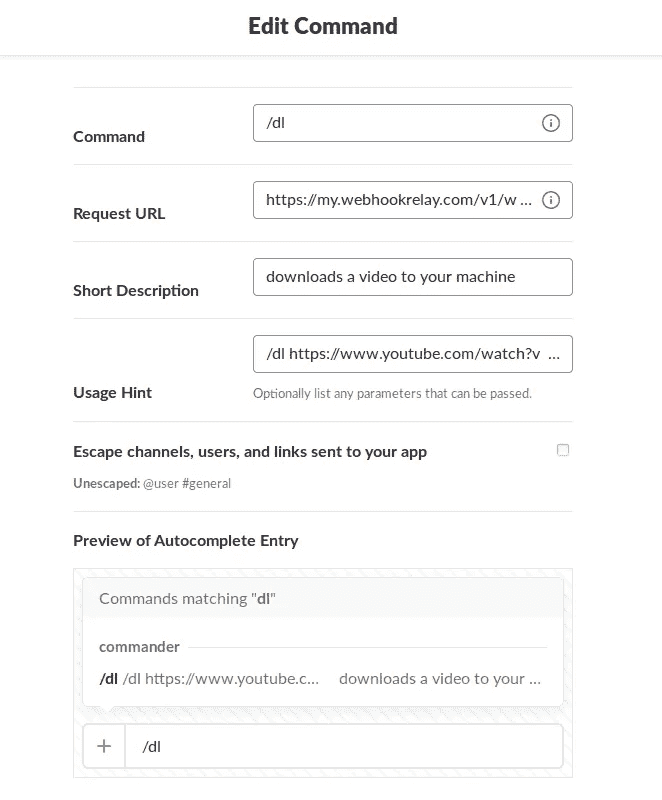 Edit Command
Command
/dl
Request URL
https://my.webhookrelay.com/v1/w ...
Short Description
downloads a video to your machine
Usage Hint
/dl https://www.youtube.com/watch?v ...
Optionally list any parameters that can be passed.
Escape channels, users, and links sent to your app
Unescaped: @user #general
Preview of Autocomplete Entry
Commands matching "dl"
commander
/dl /dl https://www.youtube.c... downloads a video to your ...
+ /dl